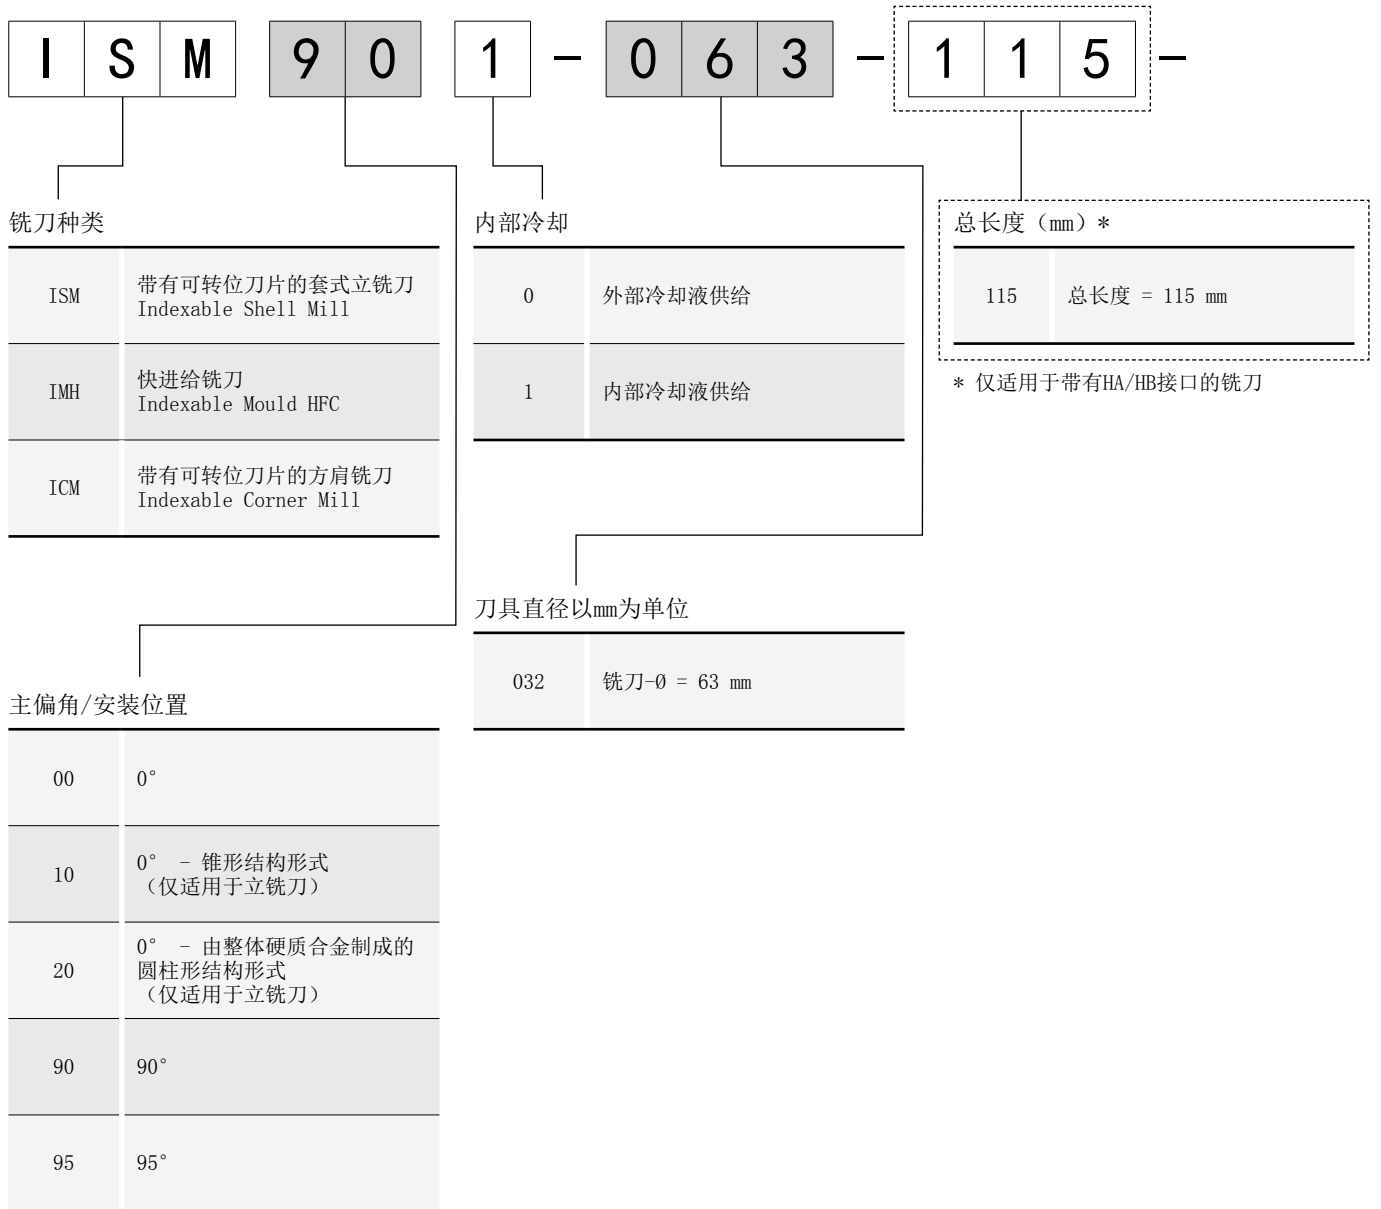 ISM 90 1 - 063 - 115 -
铣刀种类
ISM
带有可转位刀片的套式立铣刀
Indexable Shell Mill
IMH
快进给铣刀
Indexable Mould HFC
ICM
带有可转位刀片的方肩铣刀
Indexable Corner Mill
内部冷却
0 外部冷却液供给
1 内部冷却液供给
总长度（mm）*
115 总长度 = 115 mm
* 仅适用于带有HA/HB接口的铣刀
刀具直径以mm为单位
032 铣刀-Ø = 63 mm
主偏角/安装位置
00 0°
10
0° - 锥形结构形式
（仅适用于立铣刀）
20
0° - 由整体硬质合金制成的
圆柱形结构形式
（仅适用于立铣刀）
90 90°
95 95°